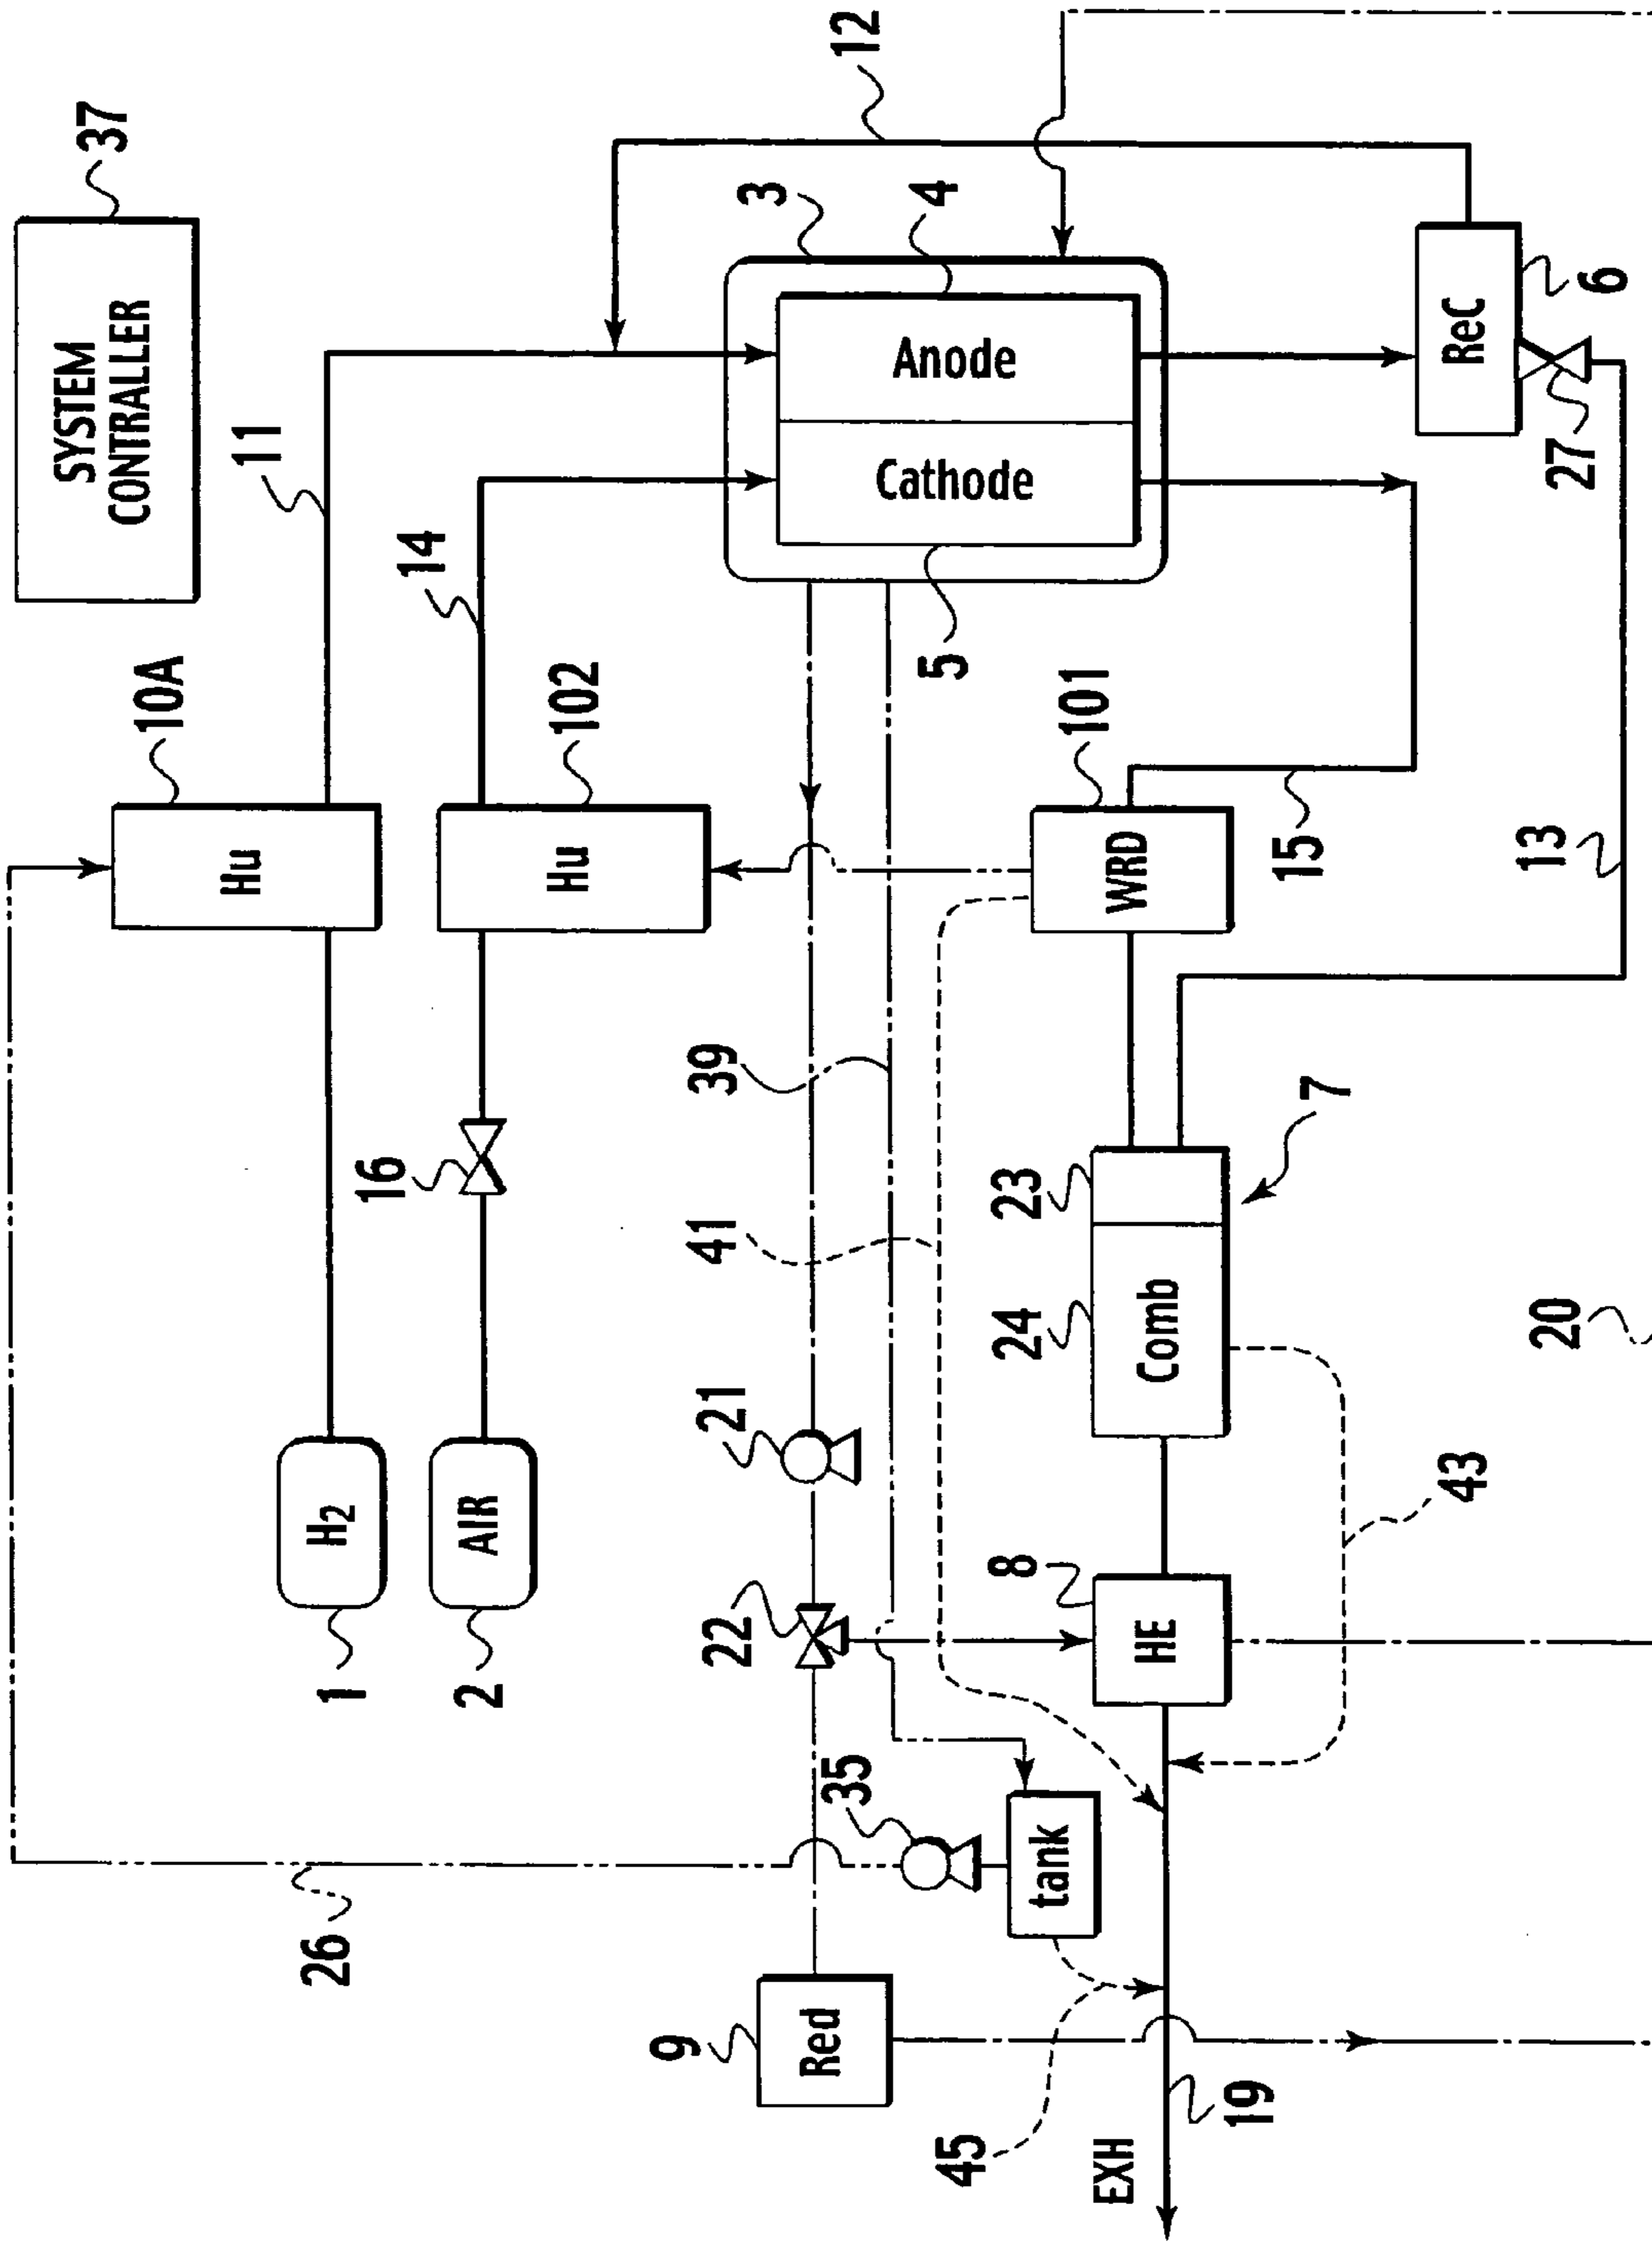 SYSTEM
CONTRALLER
37
12
11
10A
Hu
14
3
4
Anode
Cathode
5
ReC
6
27
102
Hu
101
WRD
15
13
16
39
41
7
23
24
Comb
20
21
43
H2
1
AIR
2
22
8
HE
35
tank
26
9
Red
45
19
EXH